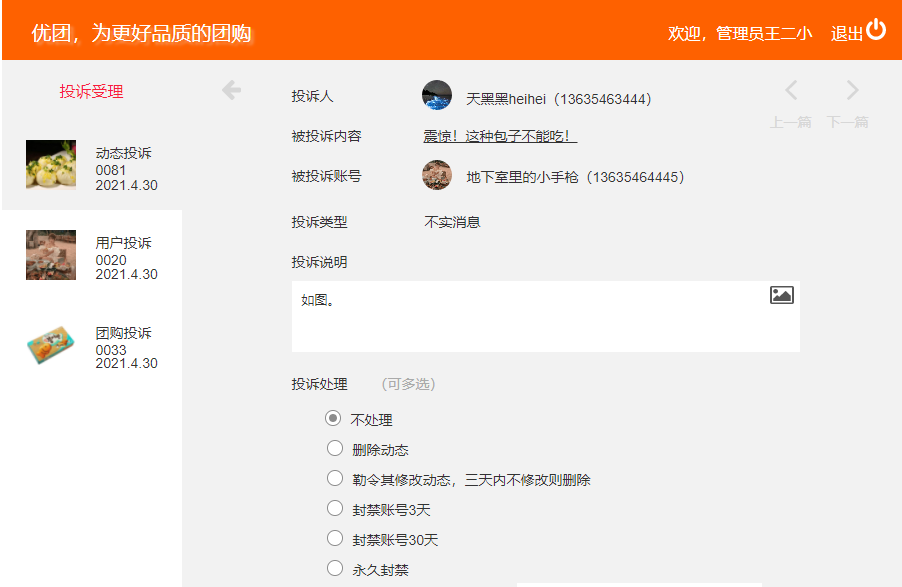 优团，为更好品质的团购
欢迎，管理员王二小 退出
投诉受理
动态投诉
0081
2021.4.30
用户投诉
0020
2021.4.30
团购投诉
0033
2021.4.30
投诉人 天黑黑heihei（13635463444）
上一篇 下一篇
被投诉内容 震惊！这种包子不能吃！
被投诉账号 地下室里的小手枪（13635464445）
投诉类型 不实消息
投诉说明
如图。
投诉处理 （可多选）
不处理
删除动态
勒令其修改动态，三天内不修改则删除
封禁账号3天
封禁账号30天
永久封禁